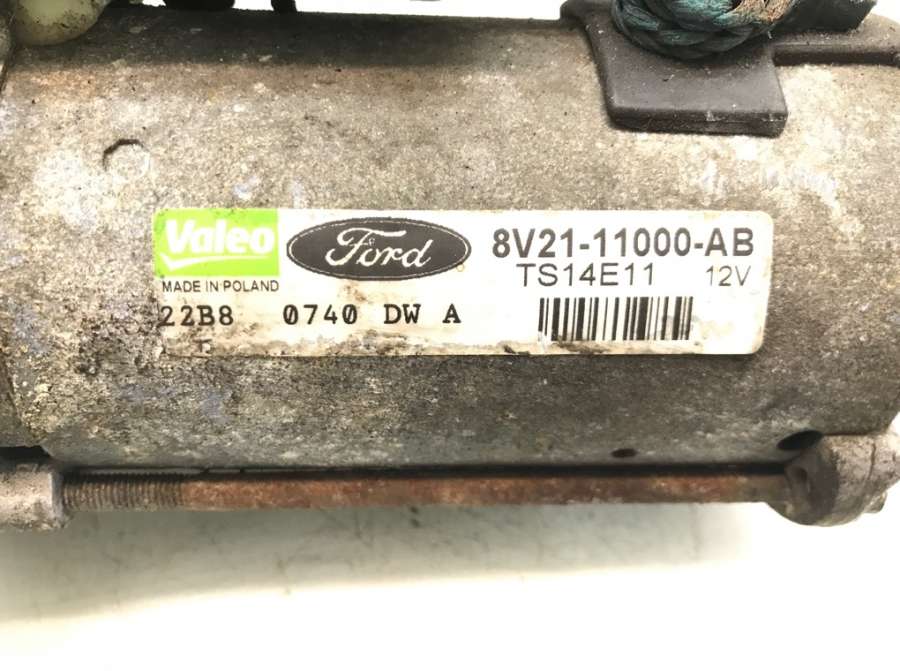 Valeo Ford 8V21-11000-AB
MADE IN POLAND TS14E11 12V
22B8 0740 DW A